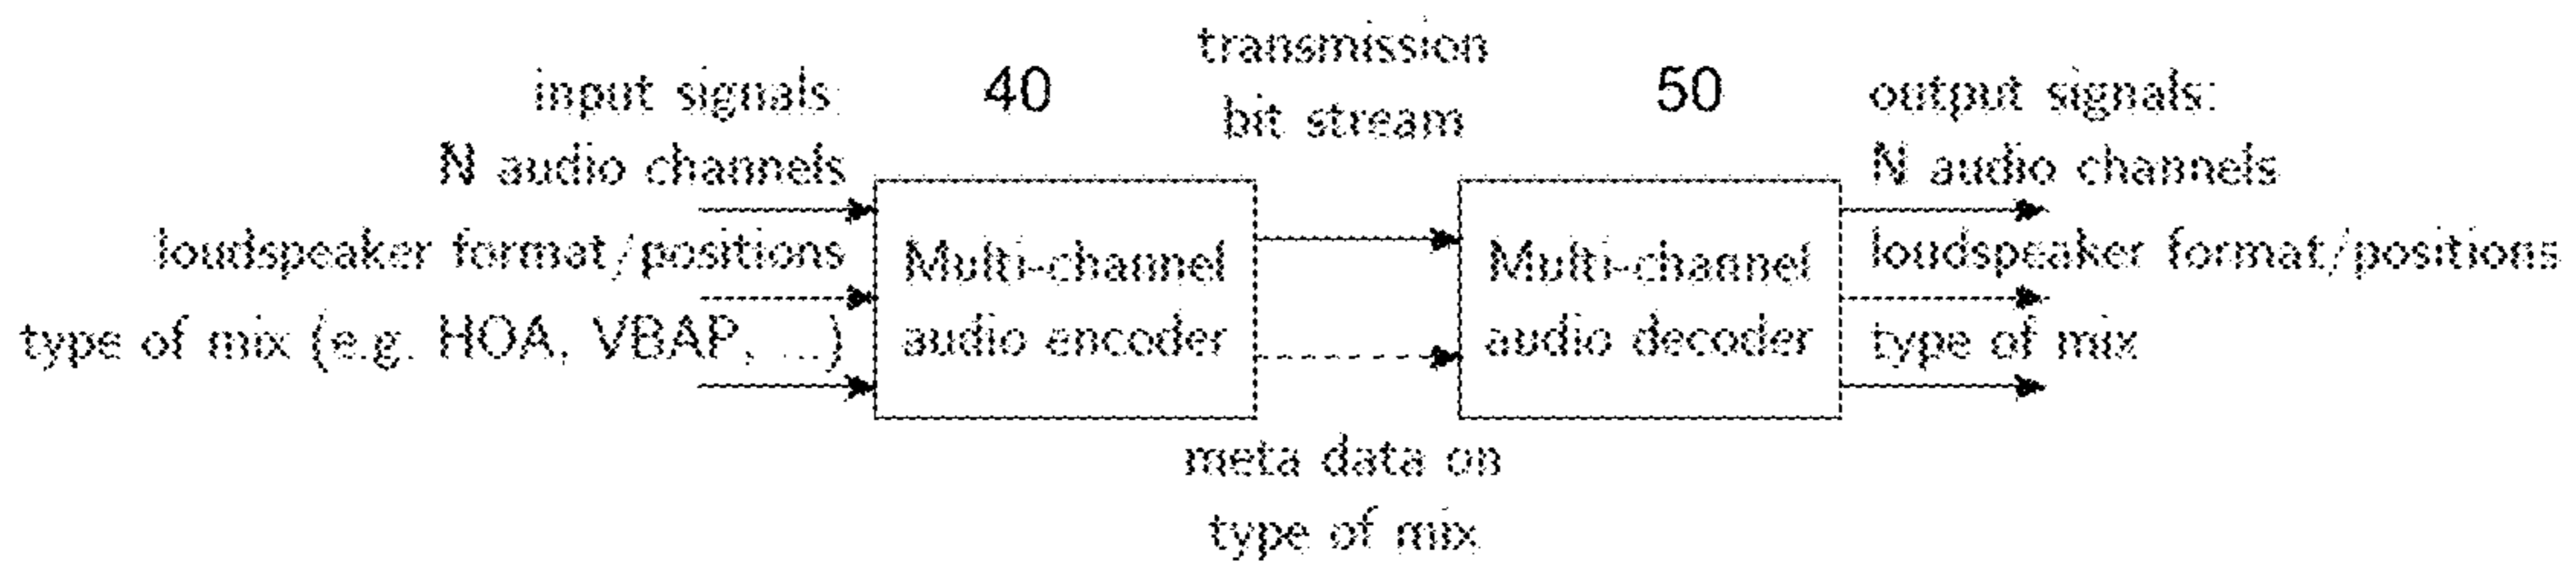 input signals:
N audio channels
loudspeaker format/positions
type of mix (e.g. HOA, VBAP, ...)
40
Multi-channel
audio encoder
transmission
bit stream
meta data on
type of mix
50
Multi-channel
audio decoder
output signals:
N audio channels
loudspeaker format/positions
type of mix